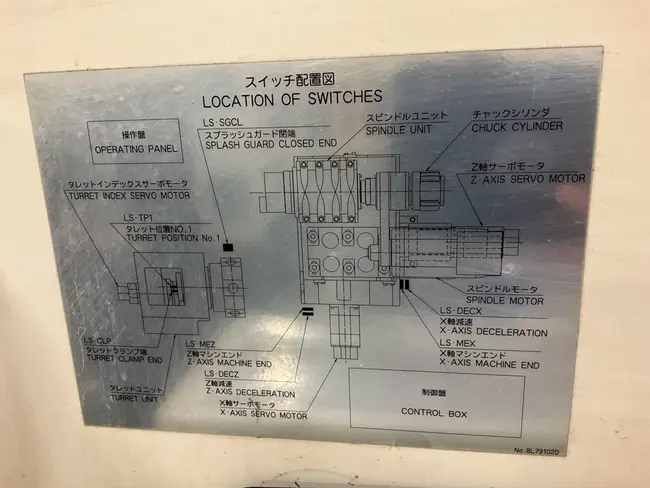 スイッチ配置図
LOCATION OF SWITCHES
操作盤
OPERATING PANEL
LS·SGCL
スプラッシュガード閉端
SPLASH GUARD CLOSED END
スピンドルユニット
SPINDLE UNIT
チャックシリンダ
CHUCK CYLINDER
タレットインデックスサーボモータ
TURRET INDEX SERVO MOTOR
Z軸サーボモータ
Z-AXIS SERVO MOTOR
LS·TP1
タレット位置NO.1
TURRET POSITION No.1
スピンドルモータ
SPINDLE MOTOR
LS·DECX
X軸減速
X-AXIS DECELERATION
LS·CLP
タレットクランプ端
TURRET CLAMP END
LS·MEZ
Z軸マシンエンド
Z-AXIS MACHINE END
LS·MEX
X軸マシンエンド
X-AXIS MACHINE END
LS·DECZ
Z軸減速
Z-AXIS DECELERATION
タレットユニット
TURRET UNIT
X軸サーボモータ
X-AXIS SERVO MOTOR
制御盤
CONTROL BOX
No.8L791020